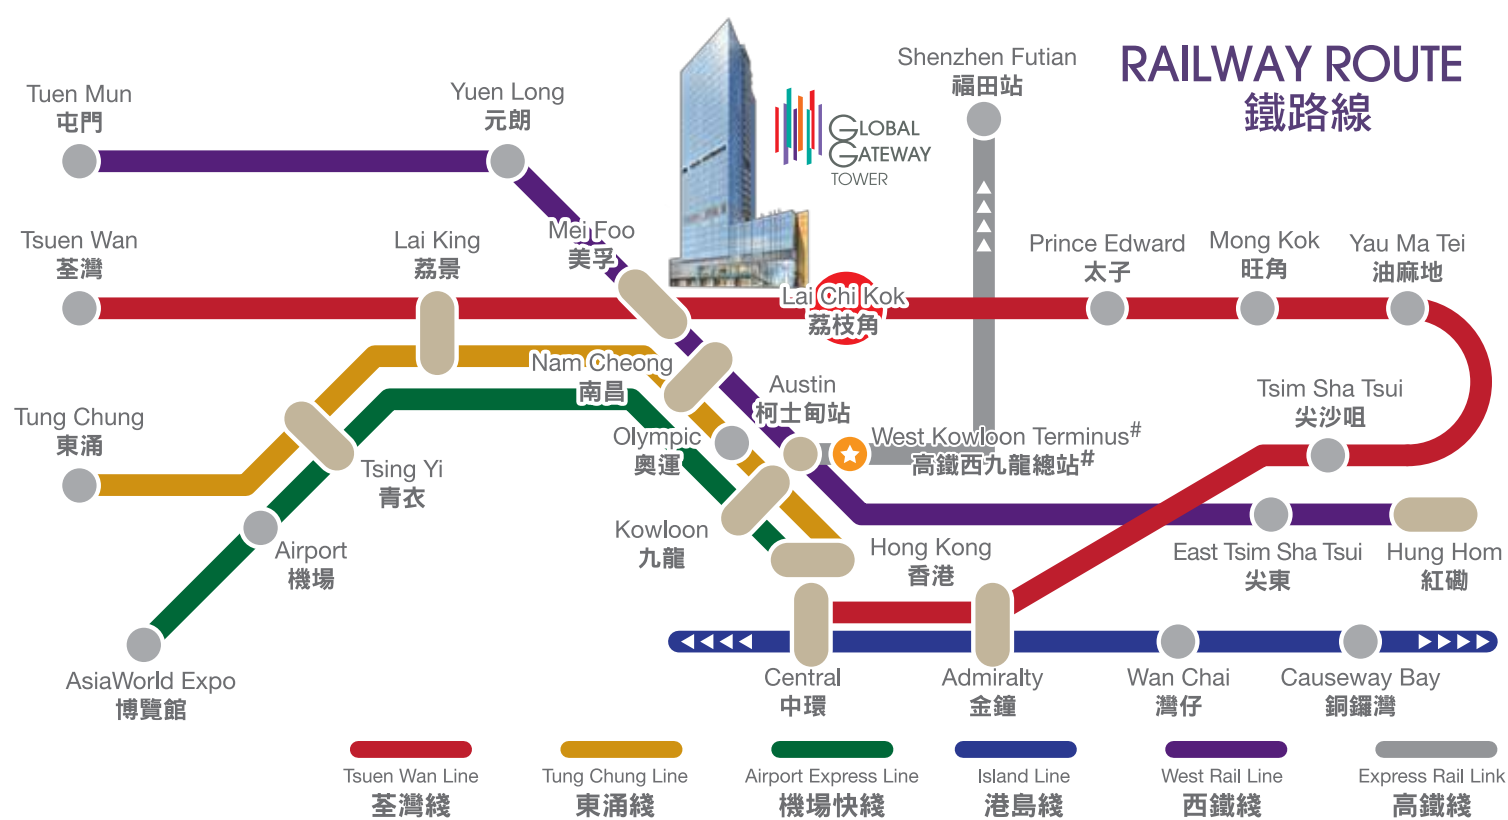 RAILWAY ROUTE
鐵路線
GLOBAL
GATEWAY
TOWER
Shenzhen Futian
福田站
Tuen Mun
屯門
Yuen Long
元朗
Tsuen Wan
荃灣
Lai King
荔景
Mei Foo
美孚
Lai Chi Kok
荔枝角
Prince Edward
太子
Mong Kok
旺角
Yau Ma Tei
油麻地
Nam Cheong
南昌
Austin
柯士甸站
Tsim Sha Tsui
尖沙咀
Tung Chung
東涌
Tsing Yi
青衣
Olympic
奧運
West Kowloon Terminus#
高鐵西九龍總站#
Airport
機場
Kowloon
九龍
Hong Kong
香港
East Tsim Sha Tsui
尖東
Hung Hom
紅磡
AsiaWorld Expo
博覽館
Central
中環
Admiralty
金鐘
Wan Chai
灣仔
Causeway Bay
銅鑼灣
Tsuen Wan Line
荃灣綫
Tung Chung Line
東涌綫
Airport Express Line
機場快綫
Island Line
港島綫
West Rail Line
西鐵綫
Express Rail Link
高鐵綫